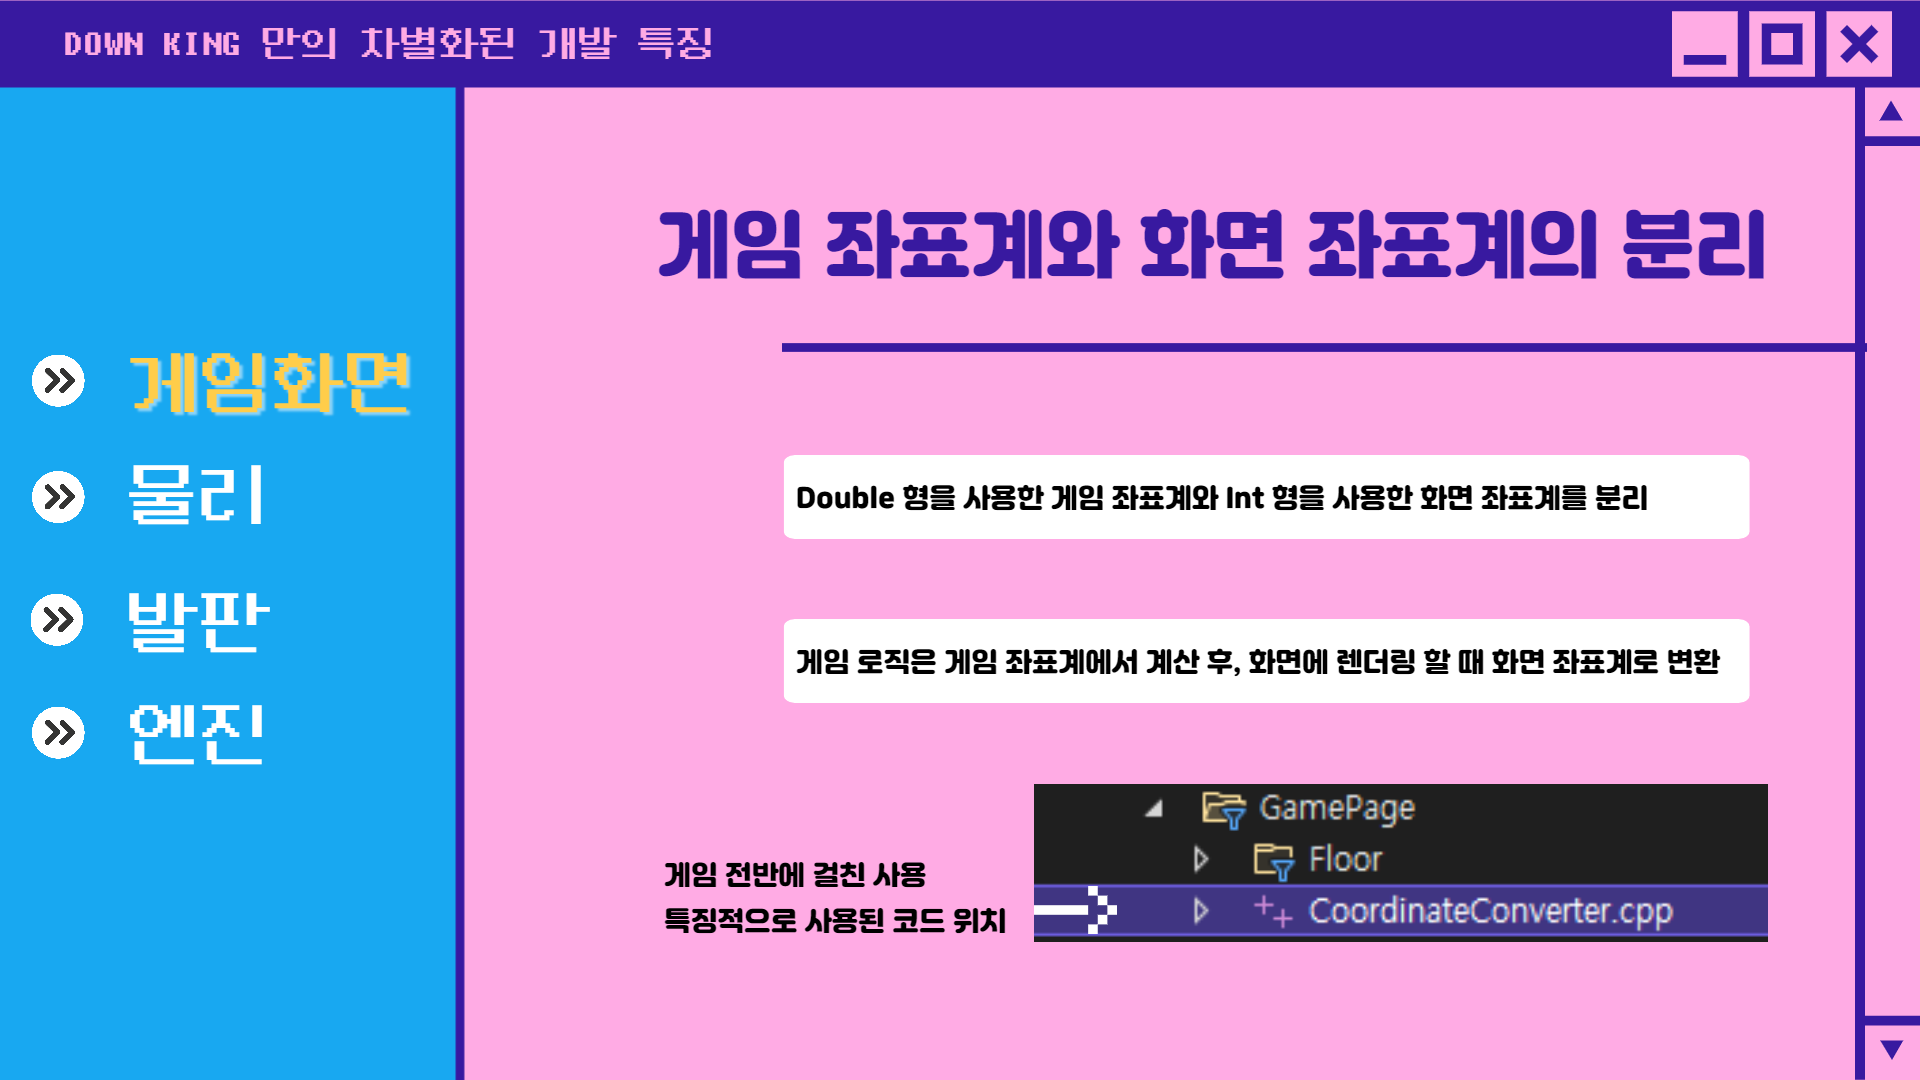 DOWN KING 만의 차별화된 개발 특징
게임화면
물리
발판
엔진
게임 좌표계와 화면 좌표계의 분리
Double 형을 사용한 게임 좌표계와 Int 형을 사용한 화면 좌표계를 분리
게임 로직은 게임 좌표계에서 계산 후, 화면에 렌더링 할 때 화면 좌표계로 변환
게임 전반에 걸친 사용
특징적으로 사용된 코드 위치
GamePage
Floor
CoordinateConverter.cpp